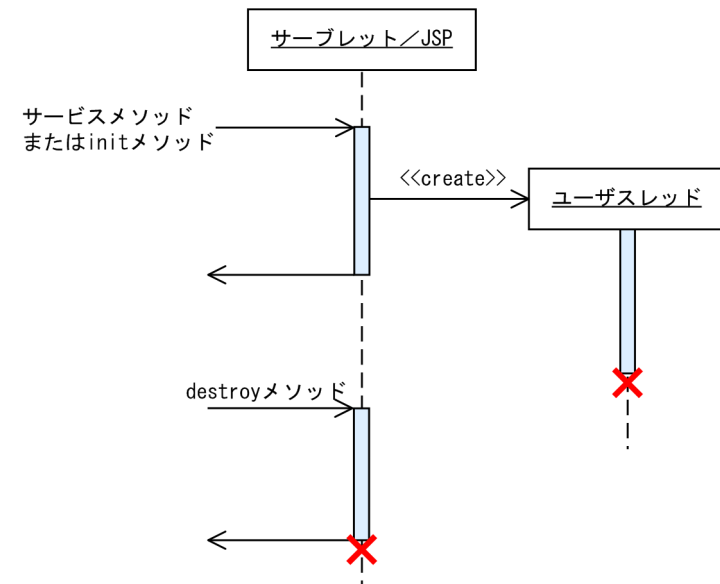 サーブレット／JSP
サービスメソッド
またはinitメソッド
<<create>>
ユーザスレッド
destroyメソッド